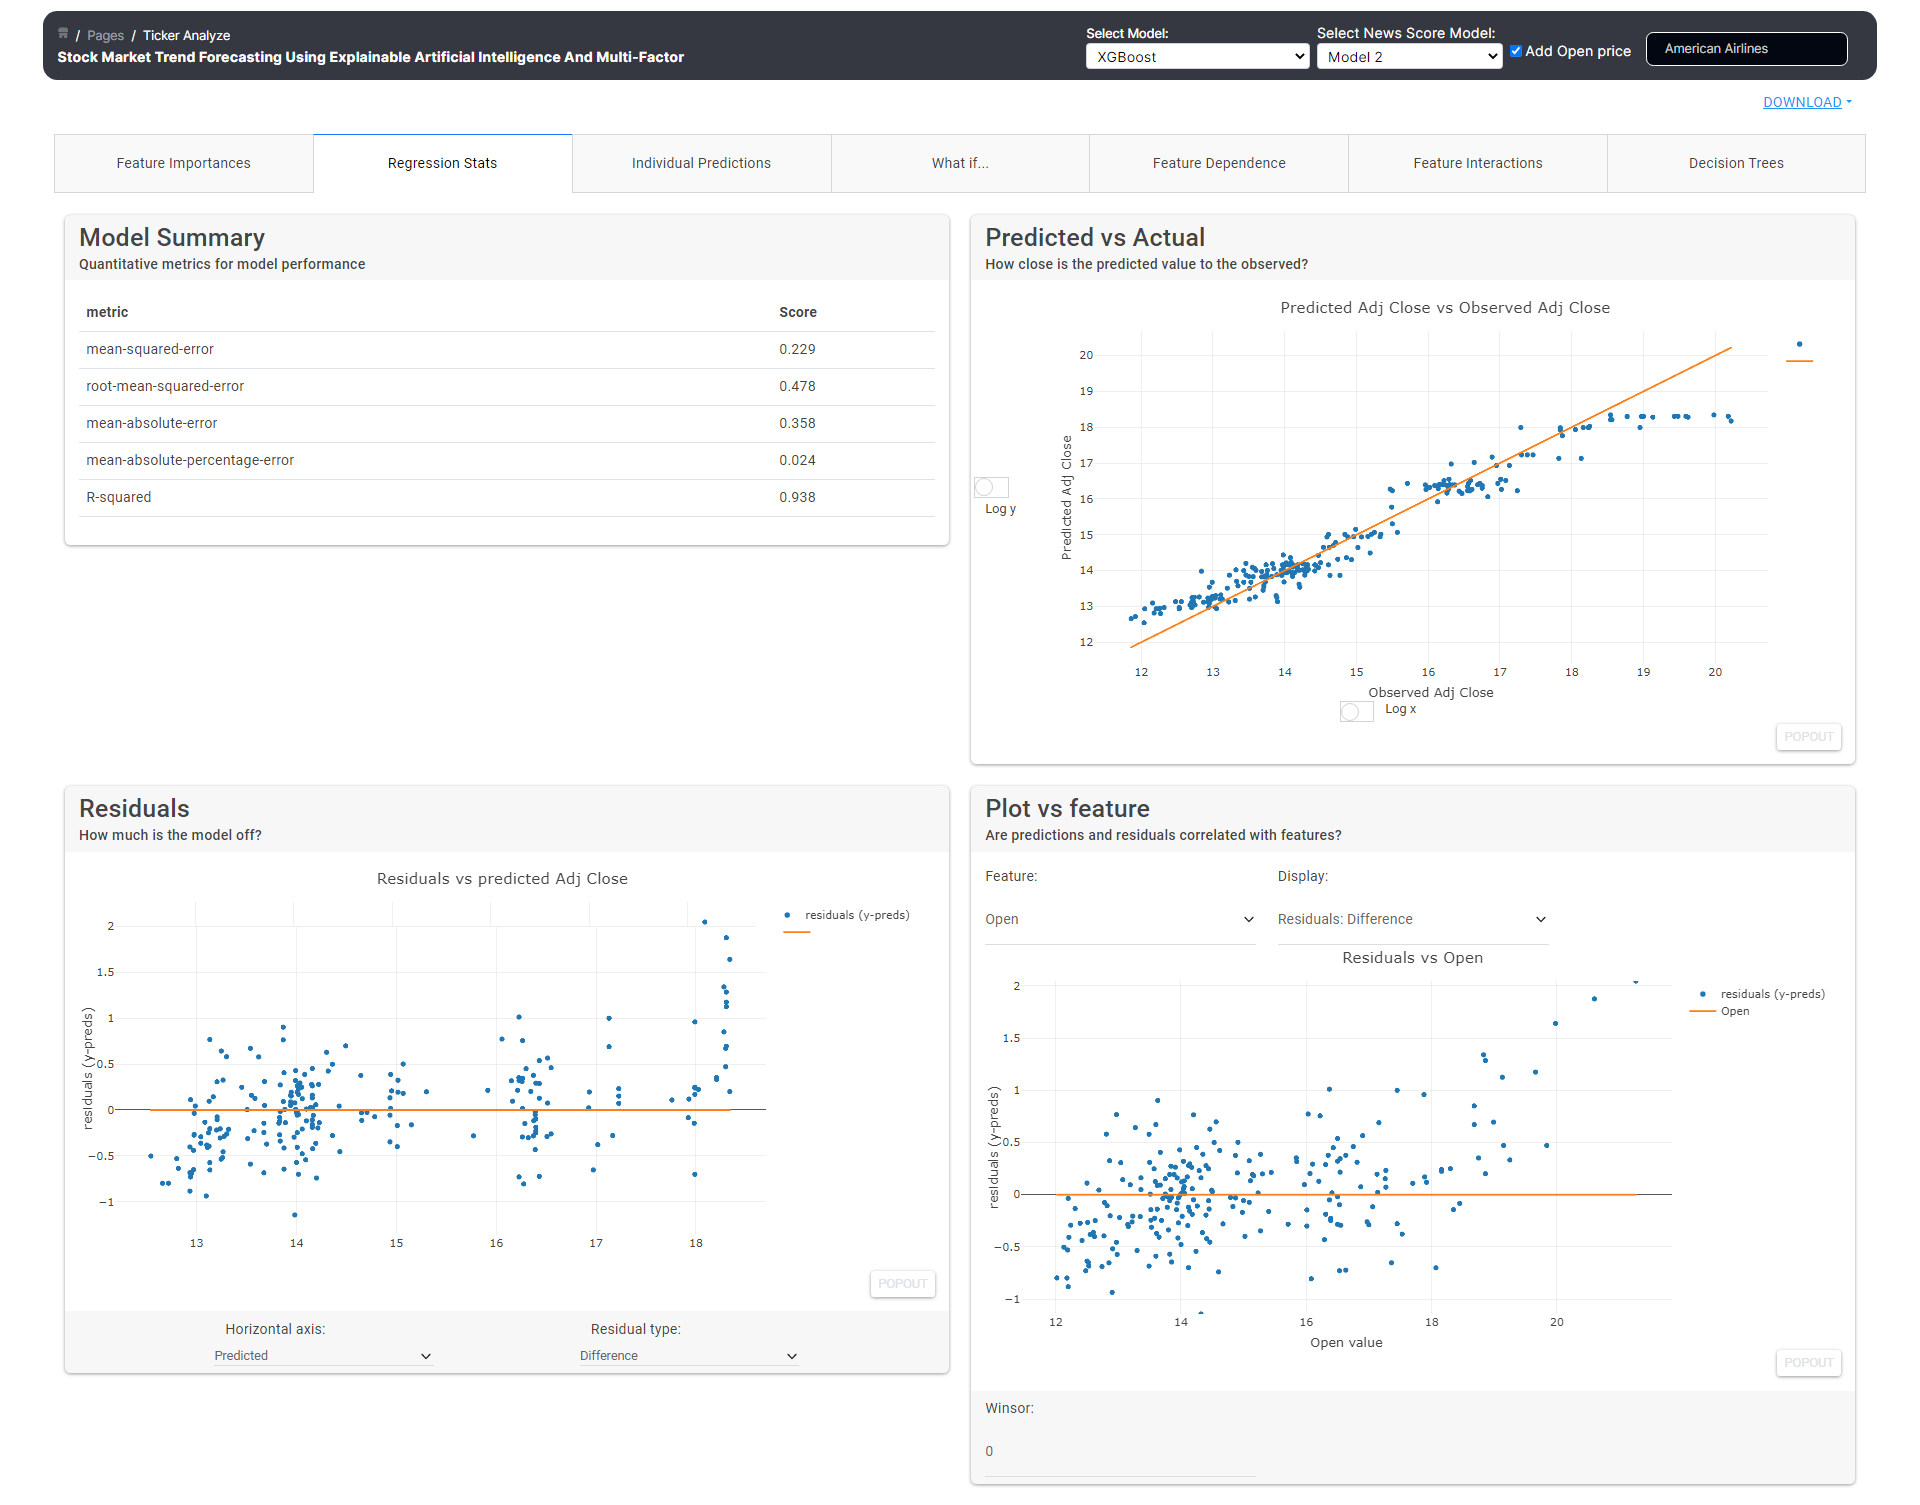 / Pages / Ticker Analyze
Stock Market Trend Forecasting Using Explainable Artificial Intelligence And Multi-Factor
Select Model:
XGBoost
Select News Score Model:
Model 2
Add Open price
American Airlines
DOWNLOAD
Feature Importances
Regression Stats
Individual Predictions
What if...
Feature Dependence
Feature Interactions
Decision Trees
Model Summary
Quantitative metrics for model performance
metric Score
mean-squared-error 0.229
root-mean-squared-error 0.478
mean-absolute-error 0.358
mean-absolute-percentage-error 0.024
R-squared 0.938
Predicted vs Actual
How close is the predicted value to the observed?
Predicted Adj Close vs Observed Adj Close
Predicted Adj Close
20
19
18
17
16
15
14
13
12
12 13 14 15 16 17 18 19 20
Observed Adj Close
Log y
Log x
POPOUT
Residuals
How much is the model off?
Residuals vs predicted Adj Close
residuals (y-preds)
residuals (y-preds)
2
1.5
1
0.5
0
−0.5
−1
13 14 15 16 17 18
POPOUT
Horizontal axis:
Predicted
Residual type:
Difference
Plot vs feature
Are predictions and residuals correlated with features?
Feature:
Open
Display:
Residuals: Difference
Residuals vs Open
residuals (y-preds)
Open
residuals (y-preds)
2
1.5
1
0.5
0
−0.5
−1
12 14 16 18 20
Open value
POPOUT
Winsor:
0